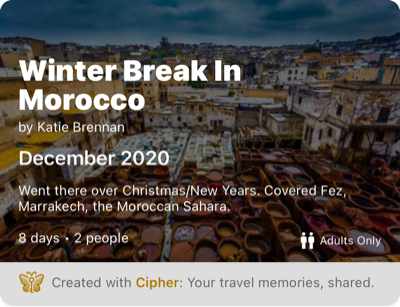 Winter Break In
Morocco
by Katie Brennan
December 2020
Went there over Christmas/New Years. Covered Fez,
Marrakech, the Moroccan Sahara.
8 days • 2 people
Adults Only
Created with Cipher: Your travel memories, shared.